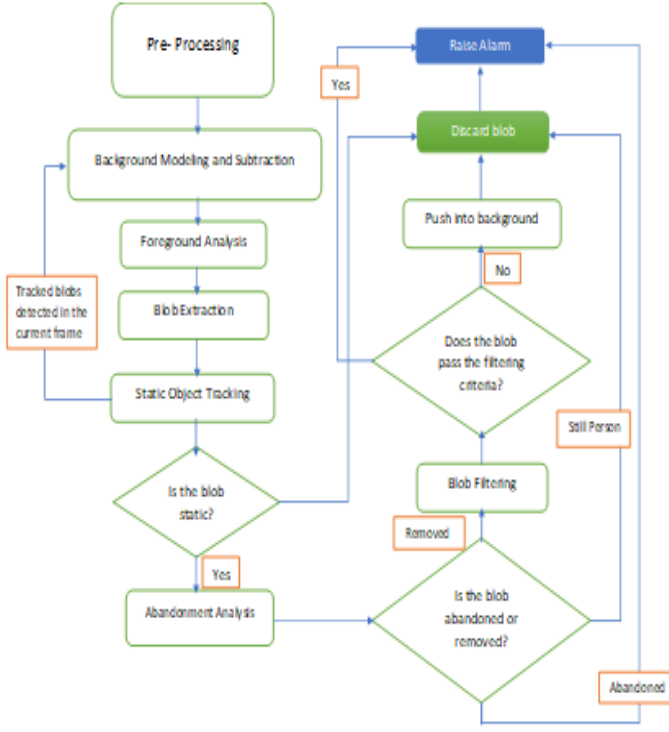 Pre- Processing
Background Modeling and Subtraction
Foreground Analysis
Blob Extraction
Tracked blobs
detected in the
current frame
Static Object Tracking
Is the blob
static?
Yes
Abandonment Analysis
Raise Alarm
Yes
Discard blob
Push into background
No
Does the blob
pass the filtering
criteria?
Still Person
Blob Filtering
Removed
Is the blob
abandoned or
removed?
Abandoned